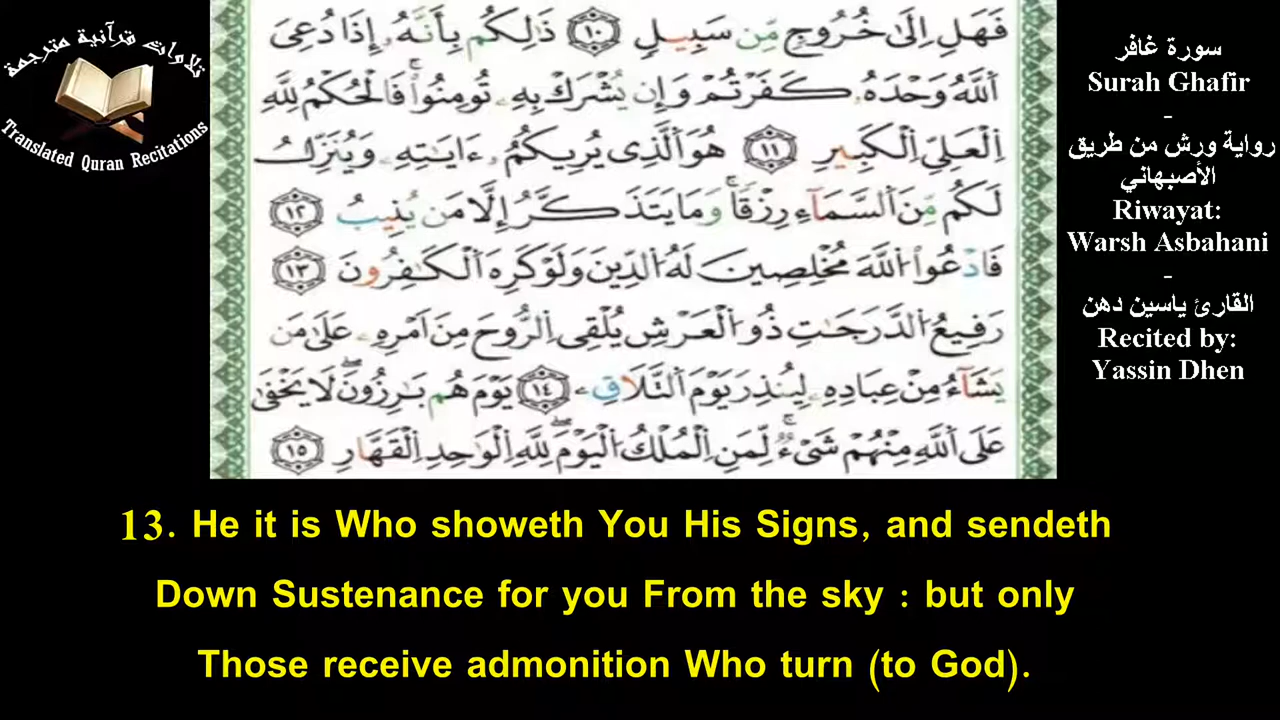 تلاوات قرآنية مترجمة
Translated Quran Recitations
فَهَلِ اِلَىٰ خُرُوجٖ مِّن سَبِيلٖ ١٠ ذَٰلِكُم بِأَنَّهُۥ إِذَا دُعِىَ
اَ۬للَّهُ وَحْدَهُۥ كَفَرْتُمْ وَإِن يُشْرَكْ بِهِۦ تُومِنُواْۚ فَالْحُكْمُ لِلهِ
اِ۬لْعَلِيِّ اِ۬لْكَبِيرِ ١١ هُوَ اَ۬لَّذِى يُرِيكُمُۥٓ ءَايَٰتِهِۦ وَيُنَزِّلُ
لَكُم مِّنَ اَ۬لسَّمَآءِ رِزْقاٗۚ وَمَا يَتَذَكَّرُ إِلَّا مَن يُنِيبُ ١٢
فَادْعُواْ اُ۬للَّهَ مُخْلِصِينَ لَهُ اُ۬لدِّينَ وَلَوْ كَرِهَ اَ۬لْكَٰفِرُونَ ١٣
رَفِيعُ اُ۬لدَّرَجَٰتِ ذُو اُ۬لْعَرْشِ يُلْقِى اِ۬لرُّوحَ مِنَ اَمْرِهِۦ عَلَىٰ مَن
يَشَآءُ مِنْ عِبَادِهِۦ لِيُنذِرَ يَوْمَ اَ۬لتَّلَاقِۦ ١٤ يَوْمَ هُم بَٰرِزُونَۖ لَا يَخْفَىٰ
عَلَى اَ۬للَّهِ مِنْهُمْ شَىْءٞۚ لِّمَنِ اِ۬لْمُلْكُ اُ۬لْيَوْمَۖ لِلهِ اِ۬لْوَٰحِدِ اِ۬لْقَهَّارِ ١٥
سورة غافر
Surah Ghafir
-
رواية ورش من طريق
الأصبهاني
Riwayat:
Warsh Asbahani
-
القارئ ياسين دهن
Recited by:
Yassin Dhen
13. He it is Who showeth You His Signs, and sendeth
Down Sustenance for you From the sky : but only
Those receive admonition Who turn (to God).